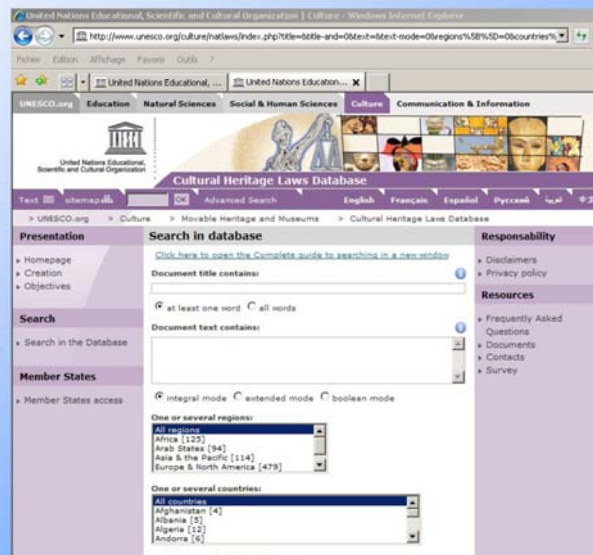 United Nations Educational, Scientific and Cultural Organization | Culture - Windows Internet Explorer
http://www.unesco.org/culture/natlaws/index.php?title=&title-and=0&text=&text-mode=0&regions%5B%5D=0&countries%
Fichier Edition Affichage Favoris Outils ?
United Nations Educational, ... United Nations Education... X
UNESCO.org Education Natural Sciences Social & Human Sciences Culture Communication & Information
United Nations Educational,
Scientific and Cultural Organization
Cultural Heritage Laws Database
Text sitemap OK Advanced Search English Français Español Русский عربي 中文
> UNESCO.org > Culture > Movable Heritage and Museums > Cultural Heritage Laws Database
Presentation
Homepage
Creation
Objectives
Search
Search in the Database
Member States
Member States access
Search in database
Click here to open the Complete guide to searching in a new window
Document title contains:
at least one word all words
Document text contains:
integral mode extended mode boolean mode
One or several regions:
All regions
Africa [125]
Arab States [94]
Asia & the Pacific [114]
Europe & North America [479]
One or several countries:
All countries
Afghanistan [4]
Albania [5]
Algeria [12]
Andorra [6]
Responsability
Disclaimers
Privacy policy
Resources
Frequently Asked
Questions
Documents
Contacts
Survey